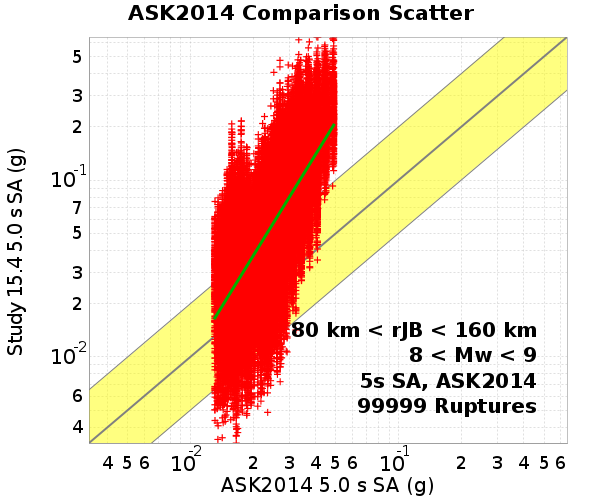 ASK2014 Comparison Scatter
Study 15.4 5.0 s SA (g)
5
3
2
10-1
7
5
3
2
10-2
6
4
80 km < rJB < 160 km
8 < Mw < 9
5s SA, ASK2014
99999 Ruptures
4 5 6 10-2 2 3 4 5 6 10-1 2 3 4 5 6
ASK2014 5.0 s SA (g)